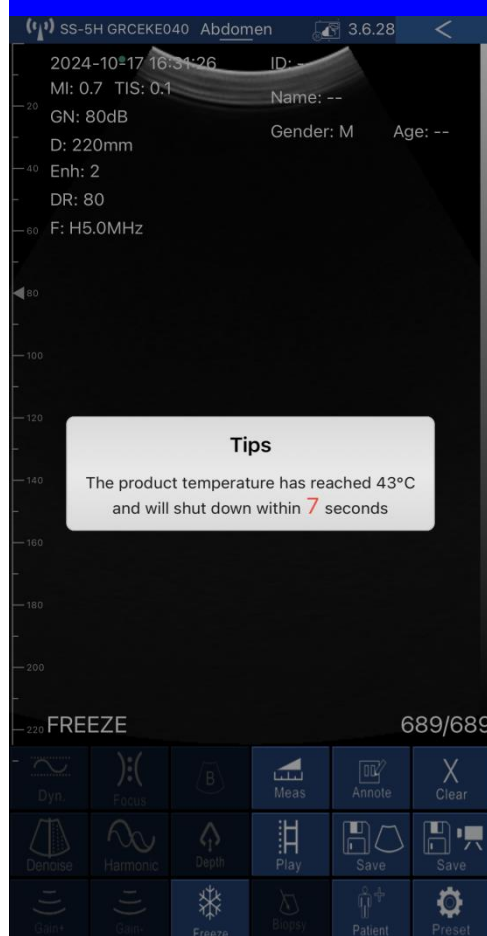 SS-5H GRCEKE040 Abdomen 3.6.28 <
2024-10-17 16:31:26 ID: --
MI: 0.7 TIS: 0.1 Name: --
GN: 80dB Gender: M Age: --
D: 220mm
Enh: 2
DR: 80
F: H5.0MHz
20
40
60
80
100
120
Tips
The product temperature has reached 43°C
and will shut down within 7 seconds
140
160
180
200
220
FREEZE 689/689
Dyn. Focus B Meas Annote Clear
Denoise Harmonic Depth Play Save Save
Gain+ Gain- Freeze Biopsy Patient Preset